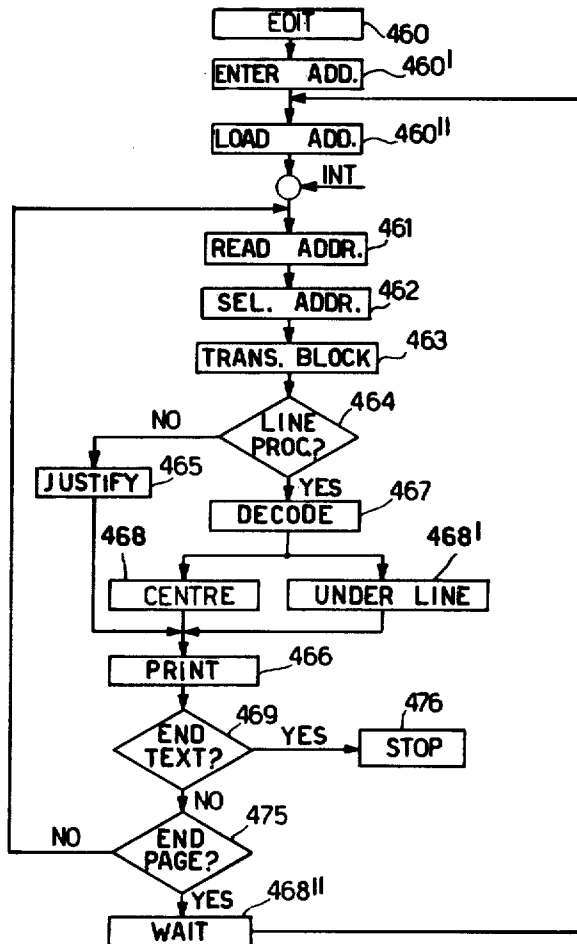 EDIT
460
ENTER ADD.
460I
LOAD ADD.
460II
INT
461
READ ADDR.
462
SEL. ADDR.
463
TRANS. BLOCK
464
NO
LINE
PROC.?
465
YES
467
JUSTIFY
DECODE
468
468I
CENTRE
UNDER LINE
466
PRINT
469
476
END
TEXT?
YES
STOP
NO
475
NO
END
PAGE?
YES
468II
WAIT